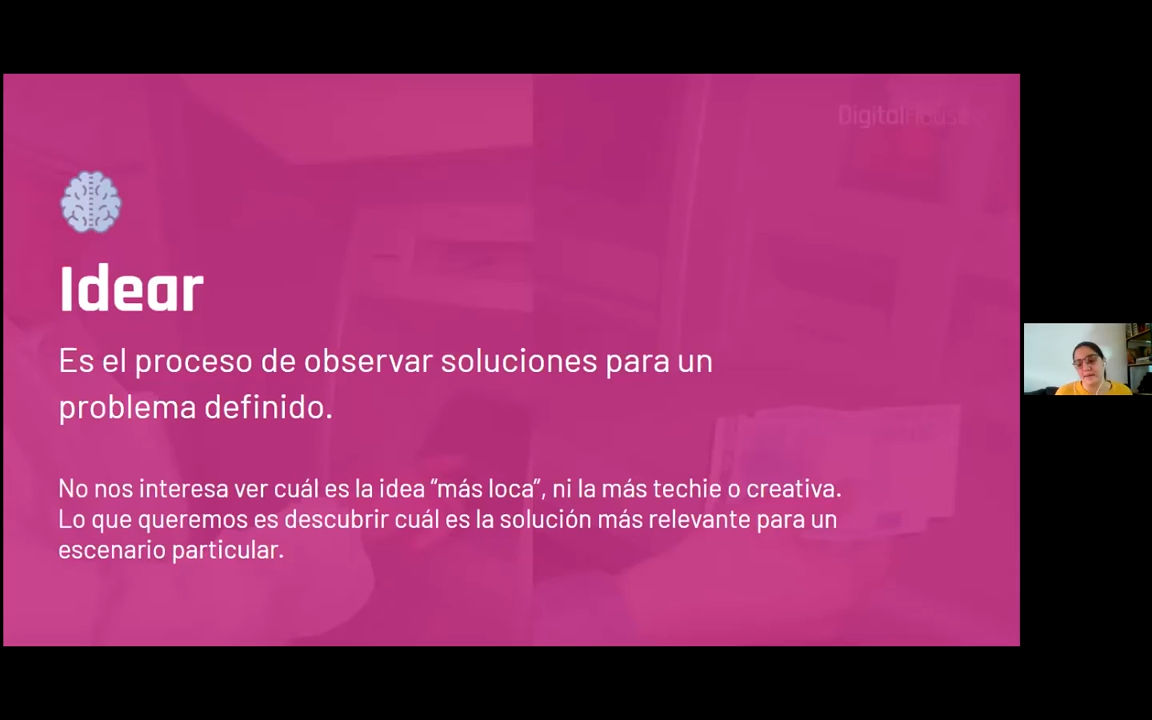 DigitalHouse
Idear
Es el proceso de observar soluciones para un
problema definido.
No nos interesa ver cuál es la idea “más loca”, ni la más techie o creativa.
Lo que queremos es descubrir cuál es la solución más relevante para un
escenario particular.